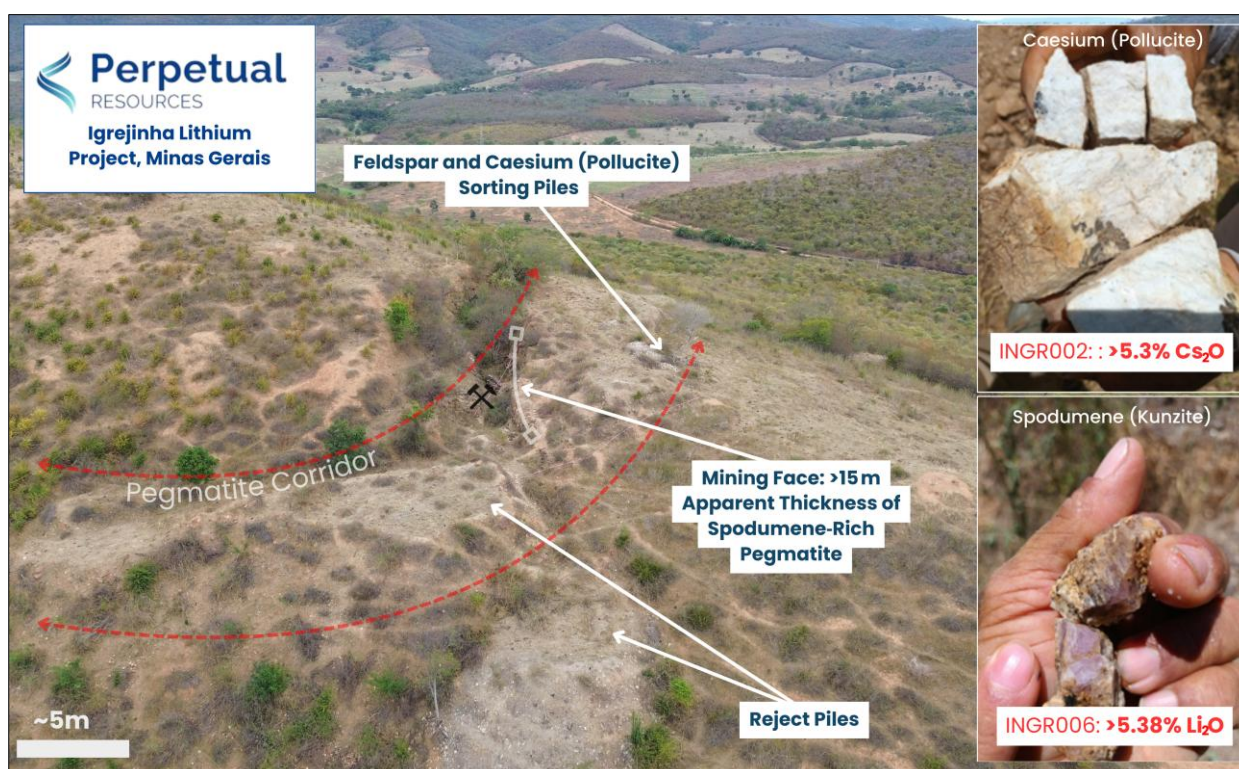 Perpetual
RESOURCES
Igrejinha Lithium
Project, Minas Gerais
Feldspar and Caesium (Pollucite)
Sorting Piles
Pegmatite Corridor
Mining Face: >15m
Apparent Thickness of
Spodumene-Rich
Pegmatite
Reject Piles
~5m
Caesium (Pollucite)
INGR002: : >5.3% Cs₂O
Spodumene (Kunzite)
INGR006: >5.38% Li₂O